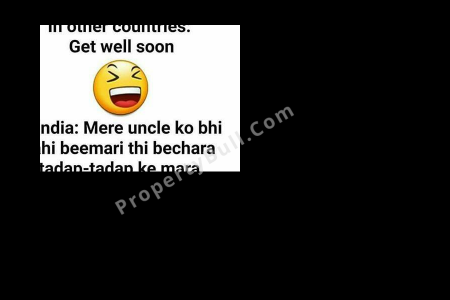 In other countries:
Get well soon
ndia: Mere uncle ko bhi
hi beemari thi bechara
tadap-tadap ke mara
Propertybull.Com